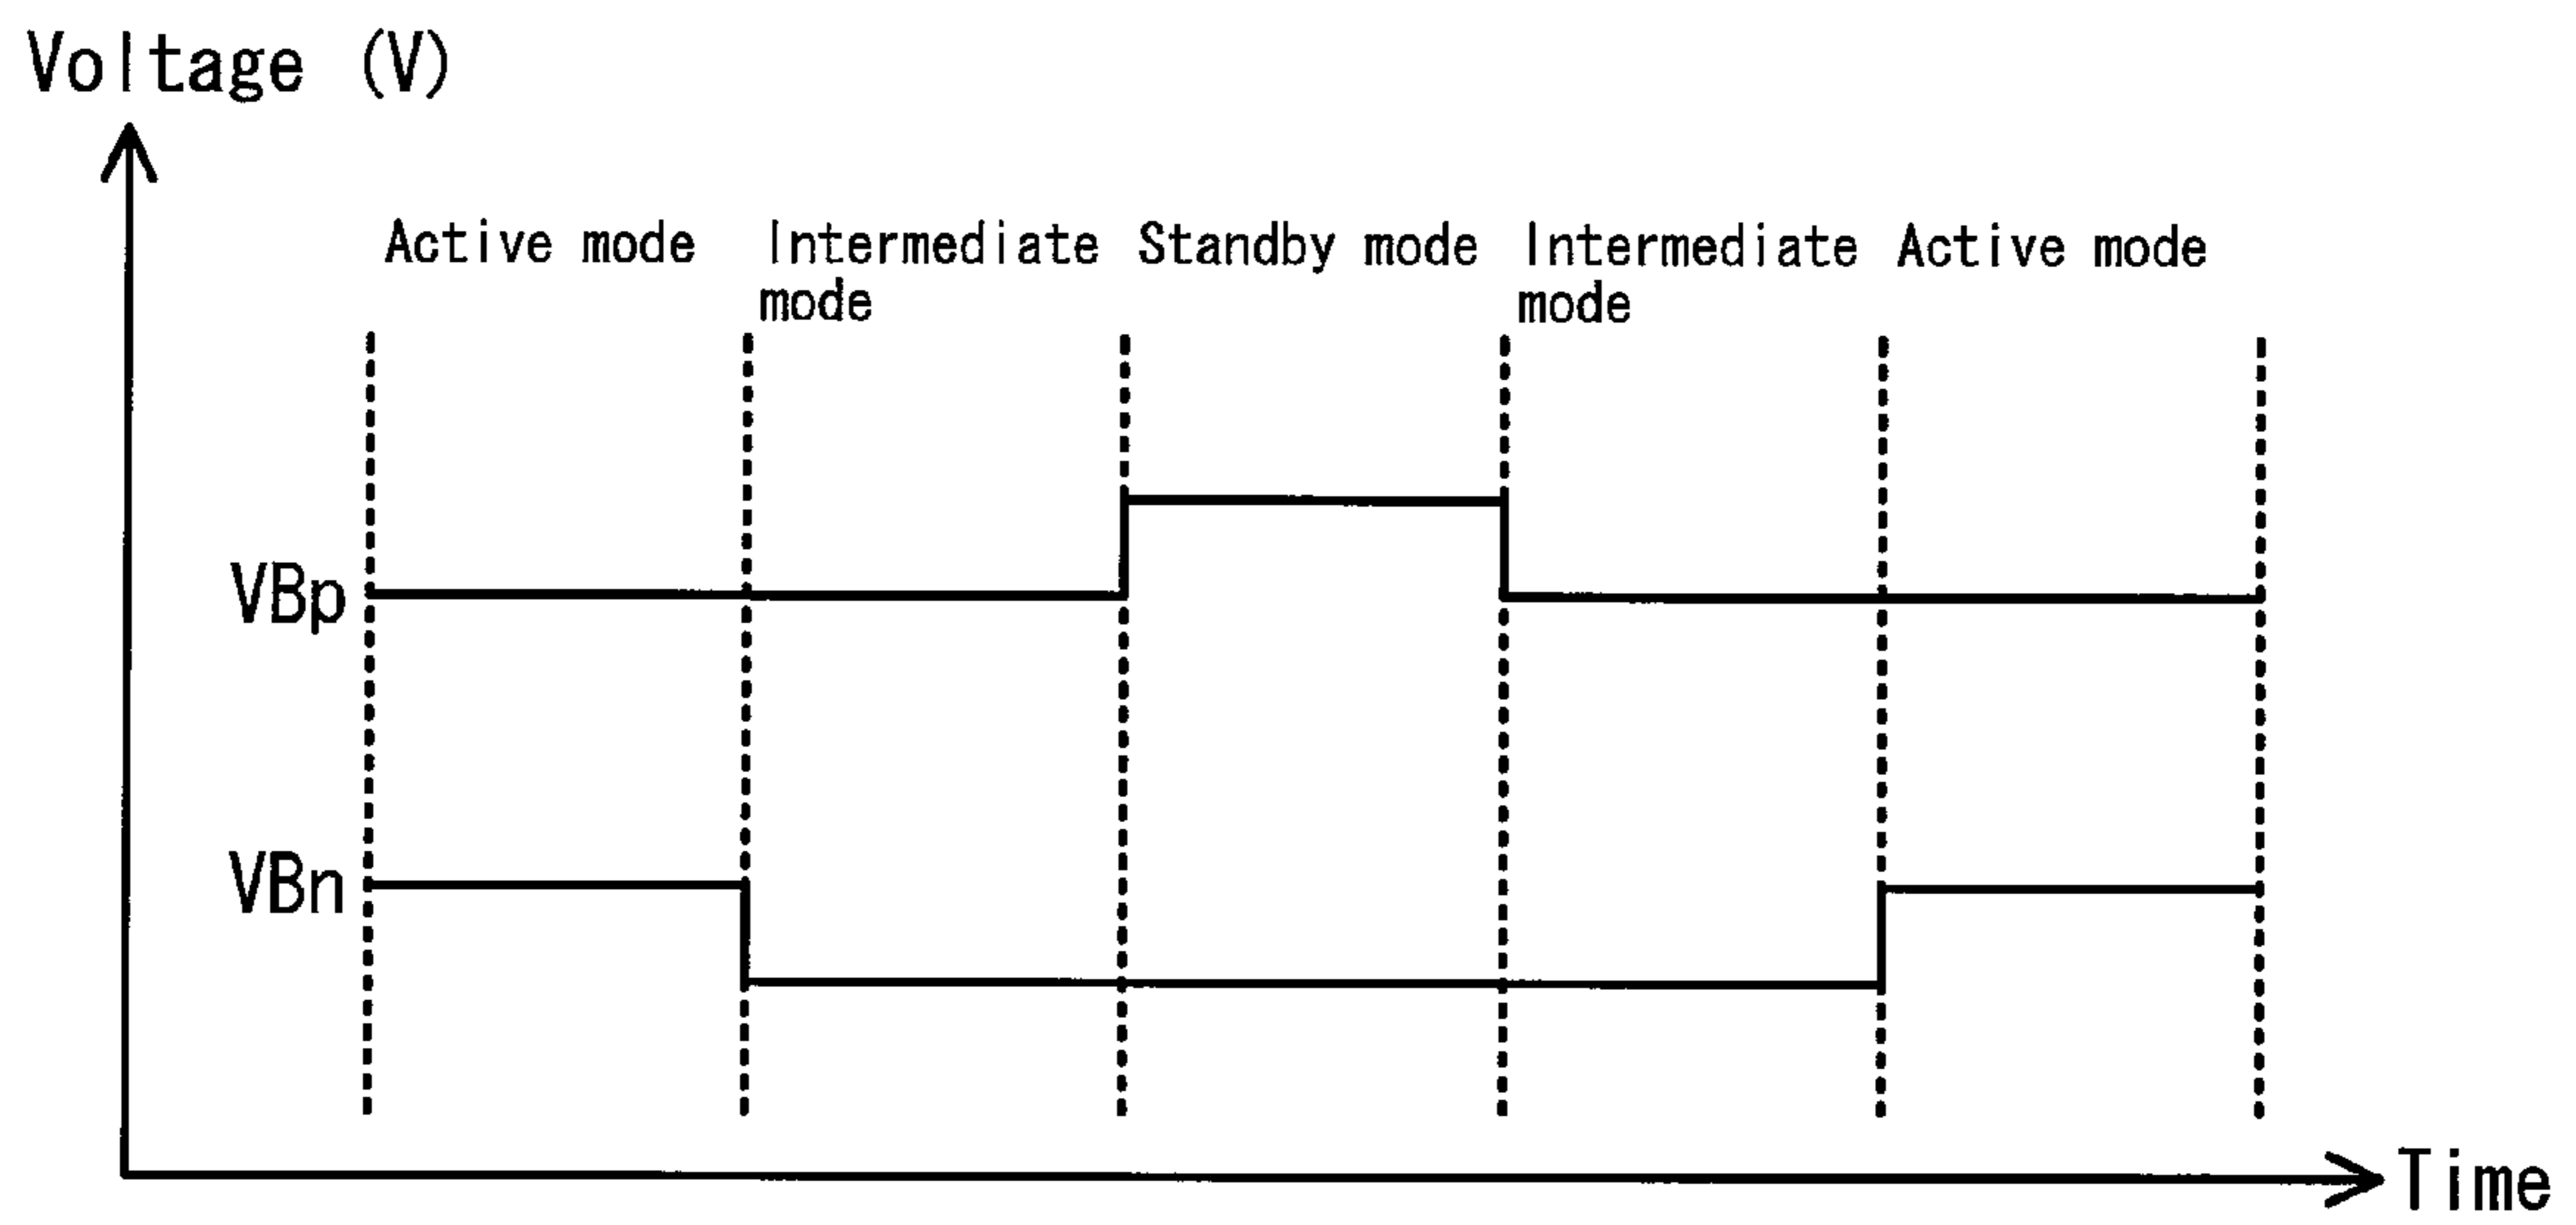 Voltage (V)
Active mode
Intermediate
mode
Standby mode
Intermediate
mode
Active mode
VBp
VBn
Time